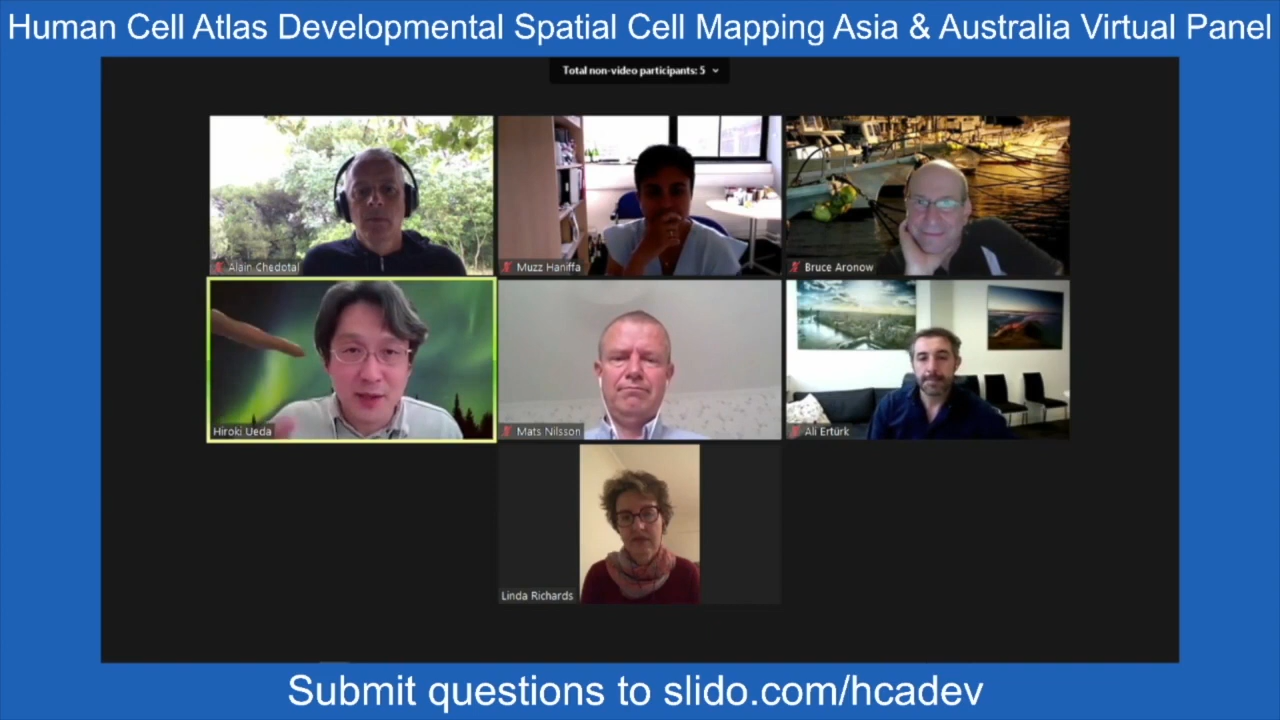 Human Cell Atlas Developmental Spatial Cell Mapping Asia & Australia Virtual Panel
Total non-video participants: 5
Alain Chedotal
Muzz Haniffa
Bruce Aronow
Hiroki Ueda
Mats Nilsson
Ali Ertürk
Linda Richards
Submit questions to slido.com/hcadev